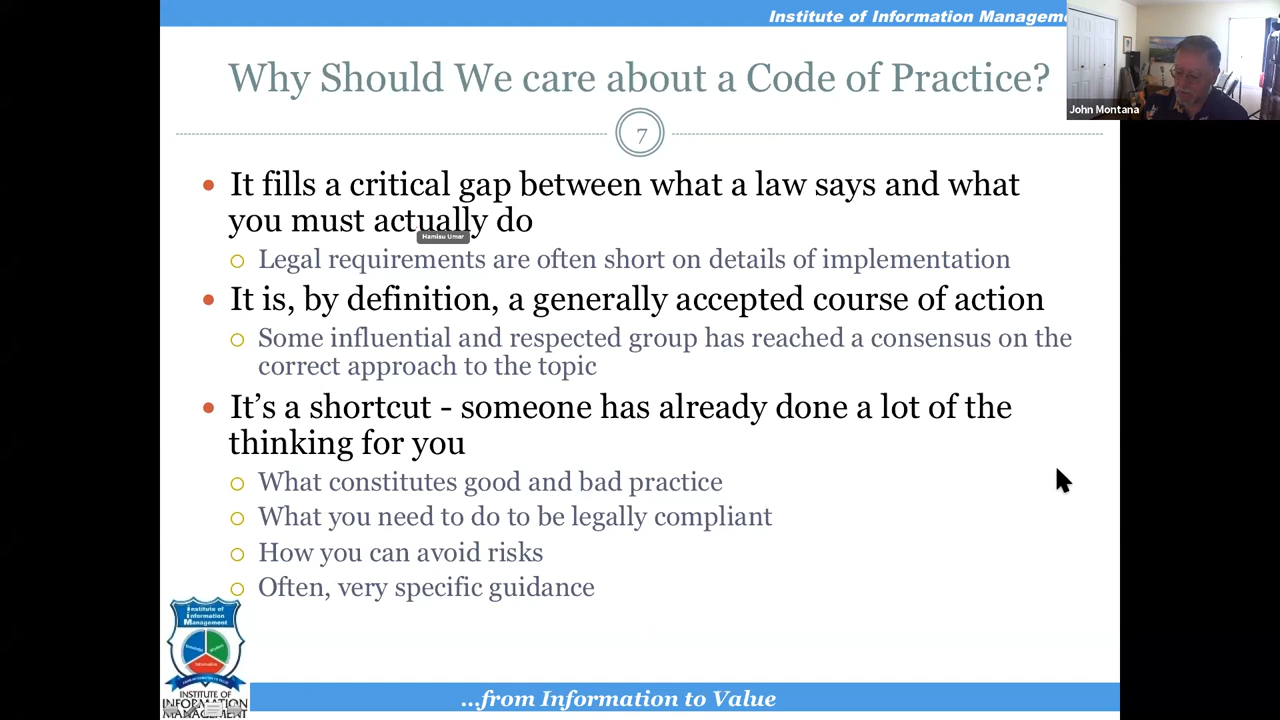 Institute of Information Managem
John Montana
Why Should We care about a Code of Practice?
7
• It fills a critical gap between what a law says and what
you must actually do
Hamisu Umar
○ Legal requirements are often short on details of implementation
• It is, by definition, a generally accepted course of action
○ Some influential and respected group has reached a consensus on the
correct approach to the topic
• It's a shortcut - someone has already done a lot of the
thinking for you
○ What constitutes good and bad practice
○ What you need to do to be legally compliant
○ How you can avoid risks
○ Often, very specific guidance
Institute of
Information
Management
Knowledge
Information
INSTITUTE OF
INFORMATION
MANAGEMENT
...from Information to Value